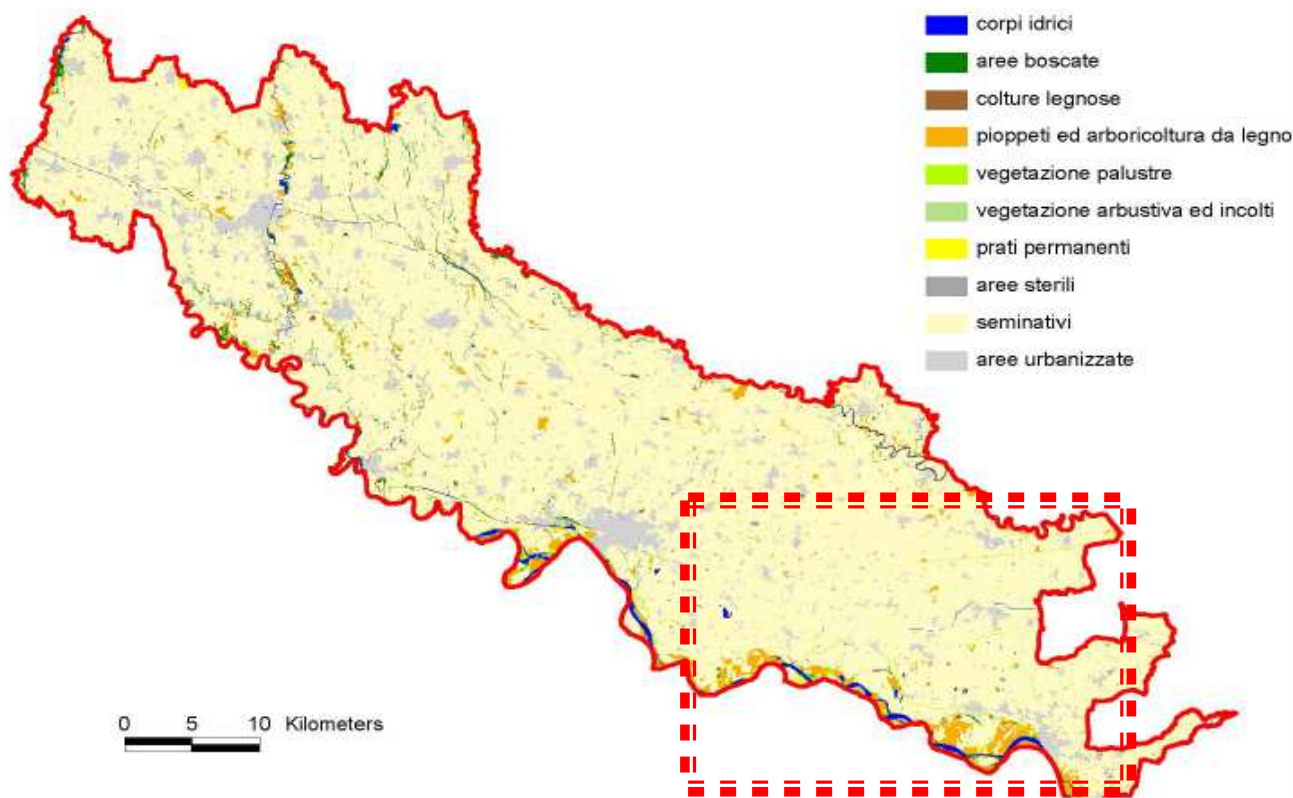 corpi idrici
aree boscate
colture legnose
pioppeti ed arboricoltura da legno
vegetazione palustre
vegetazione arbustiva ed incolti
prati permanenti
aree sterili
seminativi
aree urbanizzate
0 5 10 Kilometers